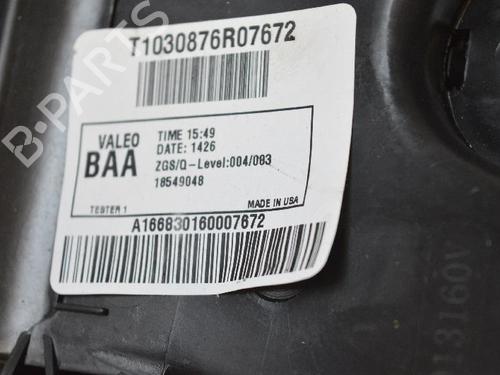 T1030876R07672
VALEO
BAA
TIME 15:49
DATE: 1426
ZGS/Q-Level:004/083
18549048
TESTER 1
MADE IN USA
A166830160007672
B-PARTS